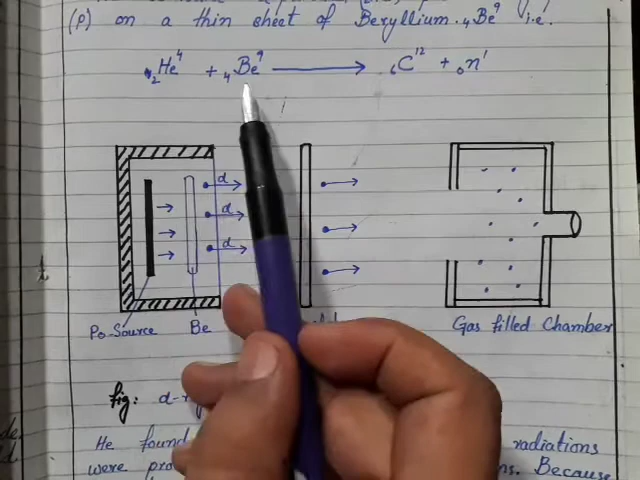 (P) on a thin sheet of Beryllium ₄Be⁹ i.e.
₂He⁴ + ₄Be⁹ → ₆C¹² + ₀n¹
α
α
α
Po-Source Be Gas filled Chamber
fig: α-
He found radiations
were pro s. Because